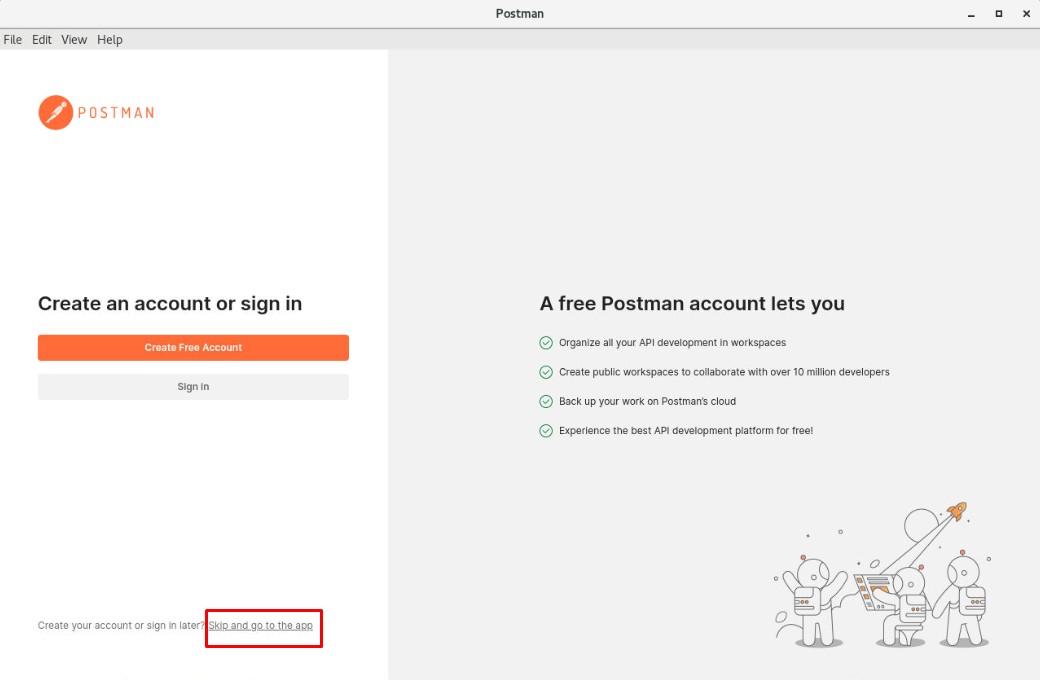 Postman
File Edit View Help
POSTMAN
Create an account or sign in
Create Free Account
Sign in
Create your account or sign in later? Skip and go to the app
A free Postman account lets you
Organize all your API development in workspaces
Create public workspaces to collaborate with over 10 million developers
Back up your work on Postman's cloud
Experience the best API development platform for free!